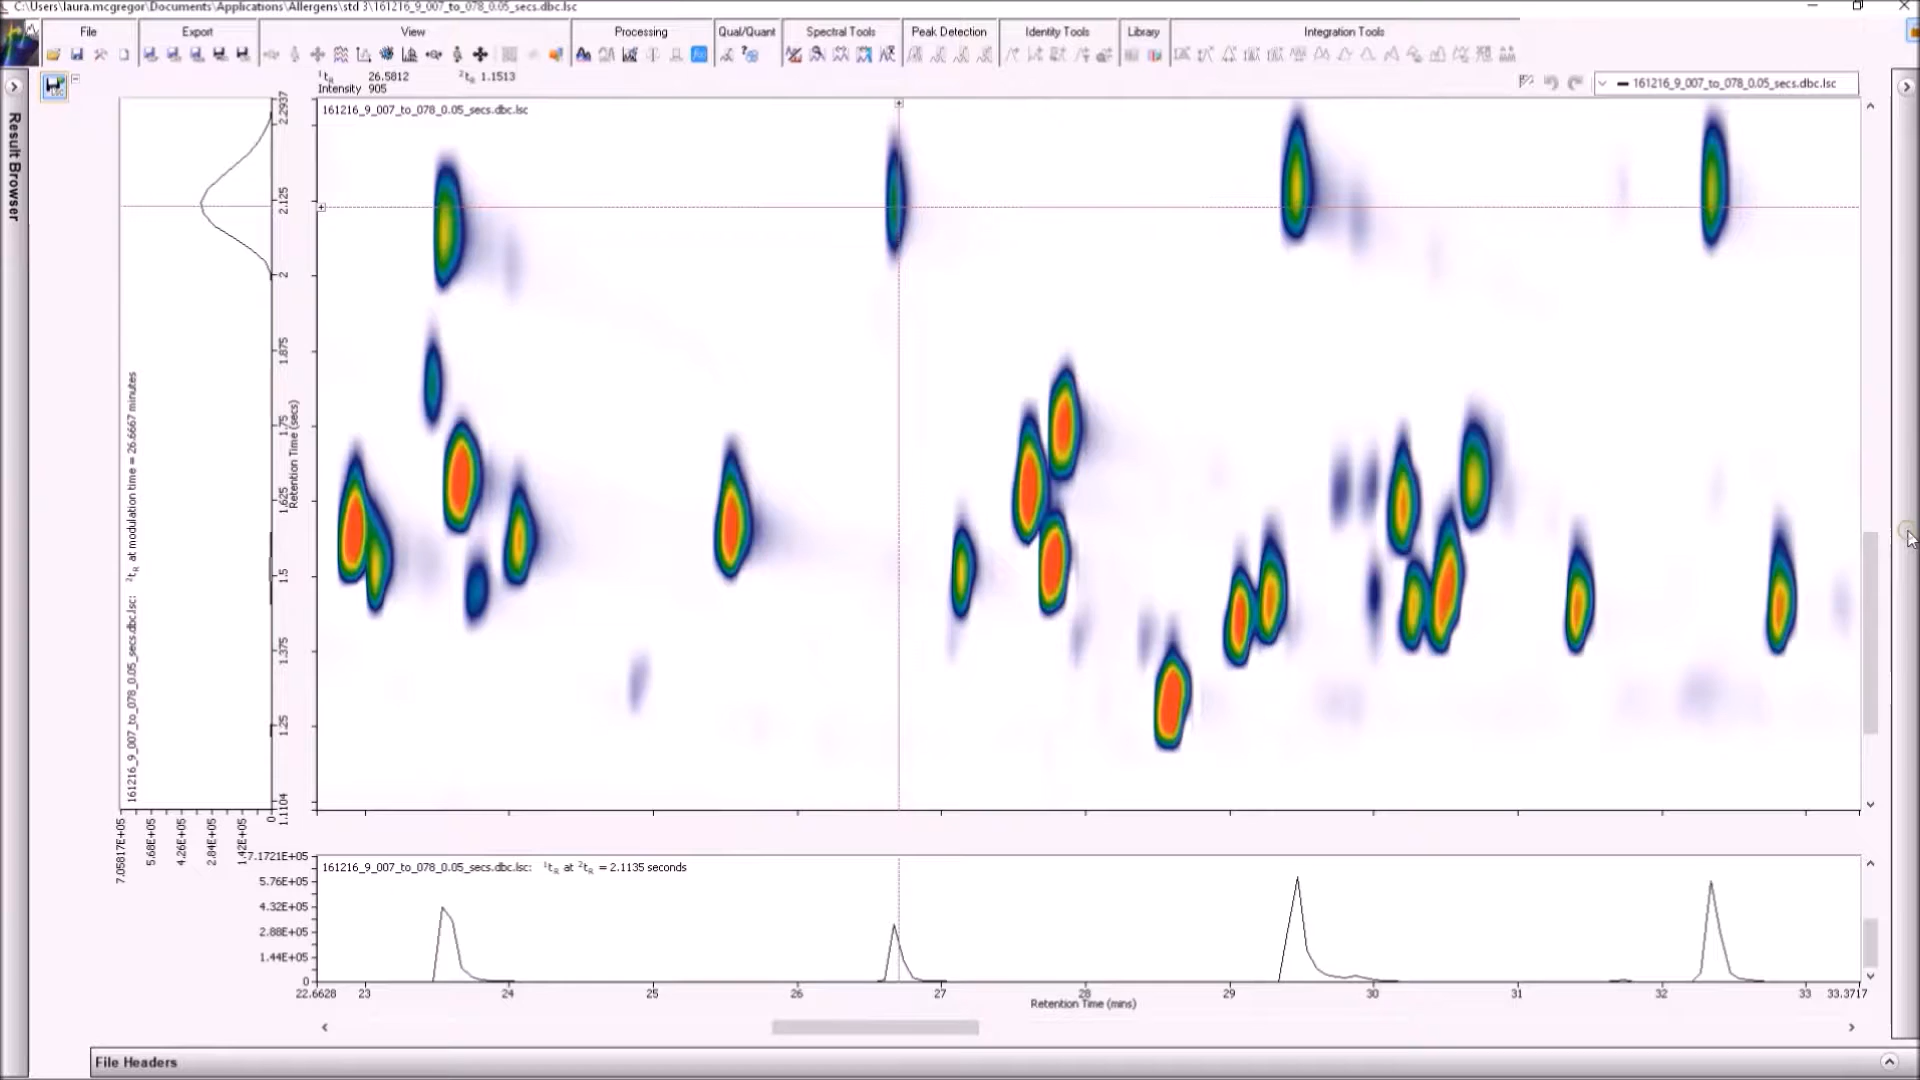 C:\Users\laura.mcgregor\Documents\Applications\Allergens\std 3\161216_9_007_to_078_0.05_secs.dbc.lsc
File Export View Processing Qual/Quant Spectral Tools Peak Detection Identity Tools Library Integration Tools
¹tR 26.5812 ²tR 1.1513
Intensity 905
161216_9_007_to_078_0.05_secs.dbc.lsc
161216_9_007_to_078_0.05_secs.dbc.lsc
Result Browser
2.2937
2.125
2
1.875
1.75
1.625
1.5
1.375
1.25
1.1104
Retention Time (secs)
161216_9_007_to_078_0.05_secs.dbc.lsc: ²tR at modulation time = 26.6667 minutes
7.05817E+05 5.68E+05 4.26E+05 2.84E+05 1.42E+05 0
161216_9_007_to_078_0.05_secs.dbc.lsc: ¹tR at ²tR = 2.1135 seconds
7.1721E+05
5.76E+05
4.32E+05
2.88E+05
1.44E+05
0
22.6628 23 24 25 26 27 28 29 30 31 32 33 33.3717
Retention Time (mins)
File Headers